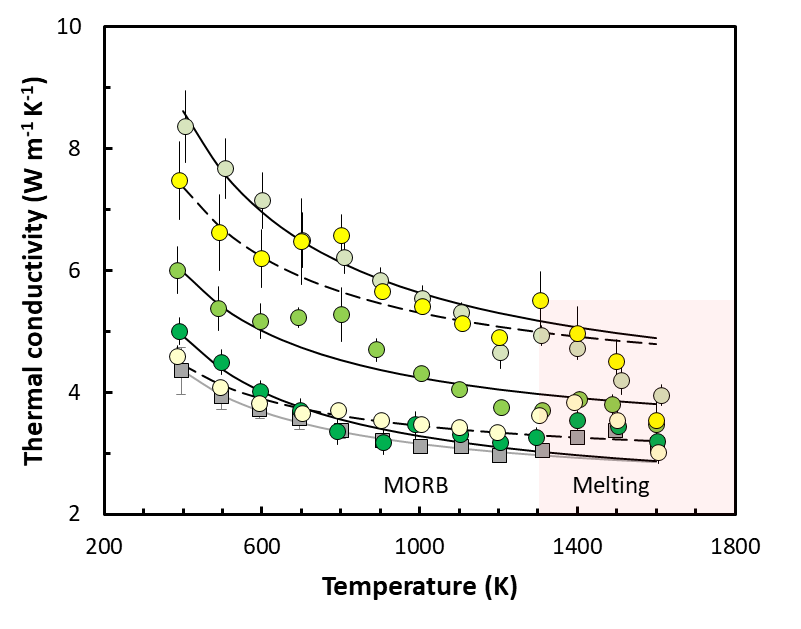 10
8
6
4
2
Thermal conductivity (W m⁻¹ K⁻¹)
MORB
Melting
200
600
1000
1400
1800
Temperature (K)